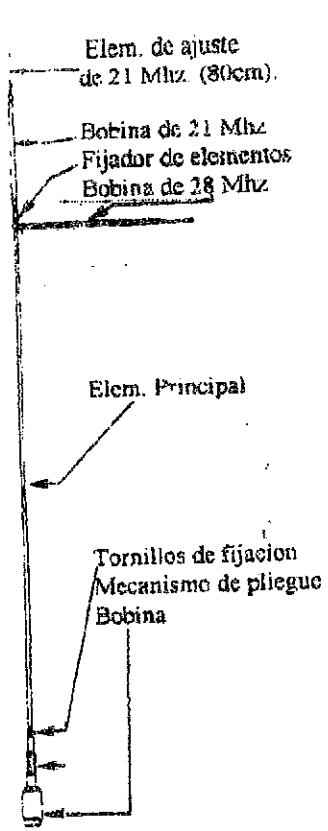 Elem. de ajuste
de 21 Mhz. (80cm).
Bobina de 21 Mhz
Fijador de elementos
Bobina de 28 Mhz
Elem. Principal
Tornillos de fijacion
Mecanismo de pliegue
Bobina